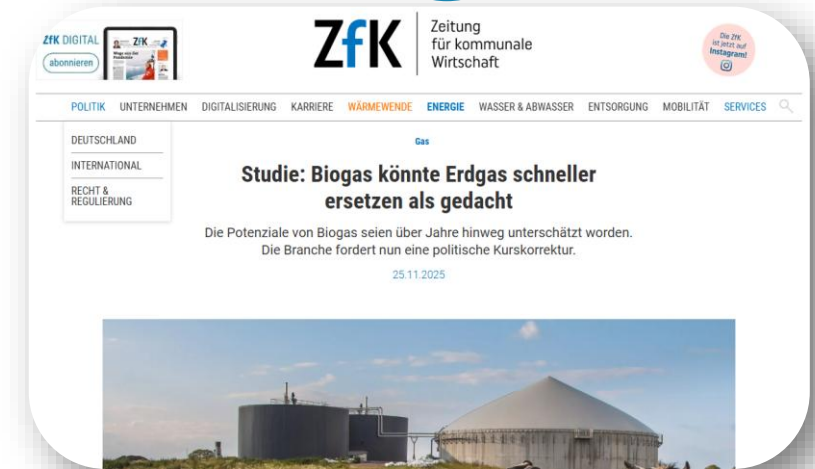 ZfK DIGITAL
abonnieren
ZfK
ZfK
Zeitung
für kommunale
Wirtschaft
Die ZfK
ist jetzt auf
Instagram!
POLITIK UNTERNEHMEN DIGITALISIERUNG KARRIERE WÄRMEWENDE ENERGIE WASSER & ABWASSER ENTSORGUNG MOBILITÄT SERVICES
DEUTSCHLAND
INTERNATIONAL
RECHT &
REGULIERUNG
Gas
Studie: Biogas könnte Erdgas schneller
ersetzen als gedacht
Die Potenziale von Biogas seien über Jahre hinweg unterschätzt worden.
Die Branche fordert nun eine politische Kurskorrektur.
25.11.2025